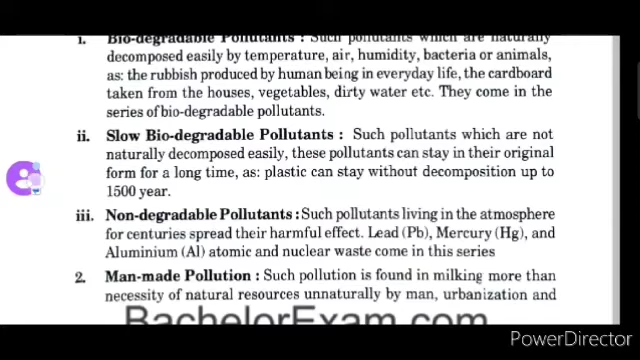 i. Bio-degradable Pollutants : Such pollutants which are naturally
decomposed easily by temperature, air, humidity, bacteria or animals,
as: the rubbish produced by human being in everyday life, the cardboard
taken from the houses, vegetables, dirty water etc. They come in the
series of bio-degradable pollutants.
ii. Slow Bio-degradable Pollutants : Such pollutants which are not
naturally decomposed easily, these pollutants can stay in their original
form for a long time, as: plastic can stay without decomposition up to
1500 year.
iii. Non-degradable Pollutants : Such pollutants living in the atmosphere
for centuries spread their harmful effect. Lead (Pb), Mercury (Hg), and
Aluminium (Al) atomic and nuclear waste come in this series
2. Man-made Pollution : Such pollution is found in milking more than
necessity of natural resources unnaturally by man, urbanization and
BachelorExam.com
PowerDirector